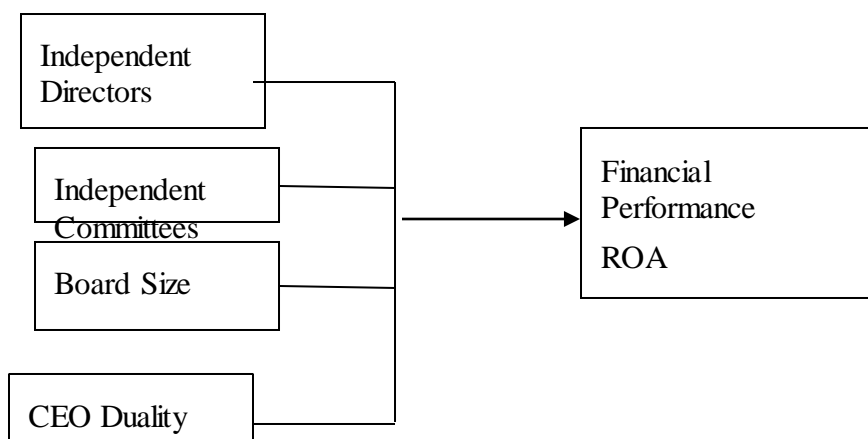 Independent
Directors
Independent
Committees
Board Size
CEO Duality
Financial
Performance
ROA